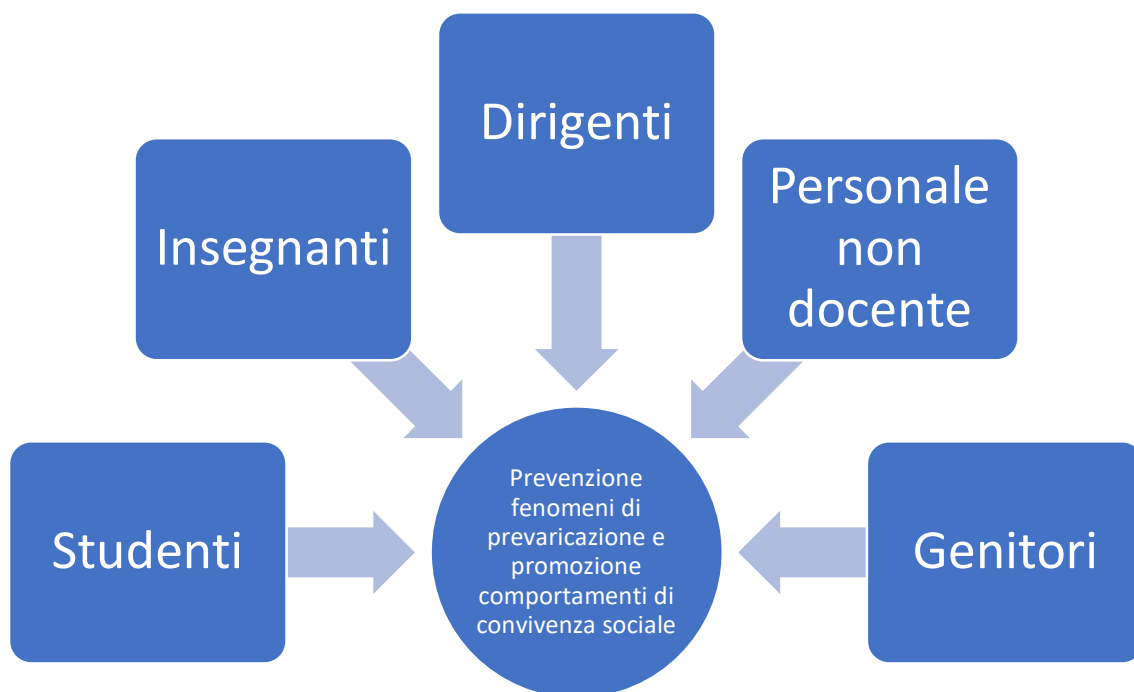 Dirigenti
Insegnanti
Personale
non
docente
Studenti
Prevenzione
fenomeni di
prevaricazione e
promozione
comportamenti di
convivenza sociale
Genitori